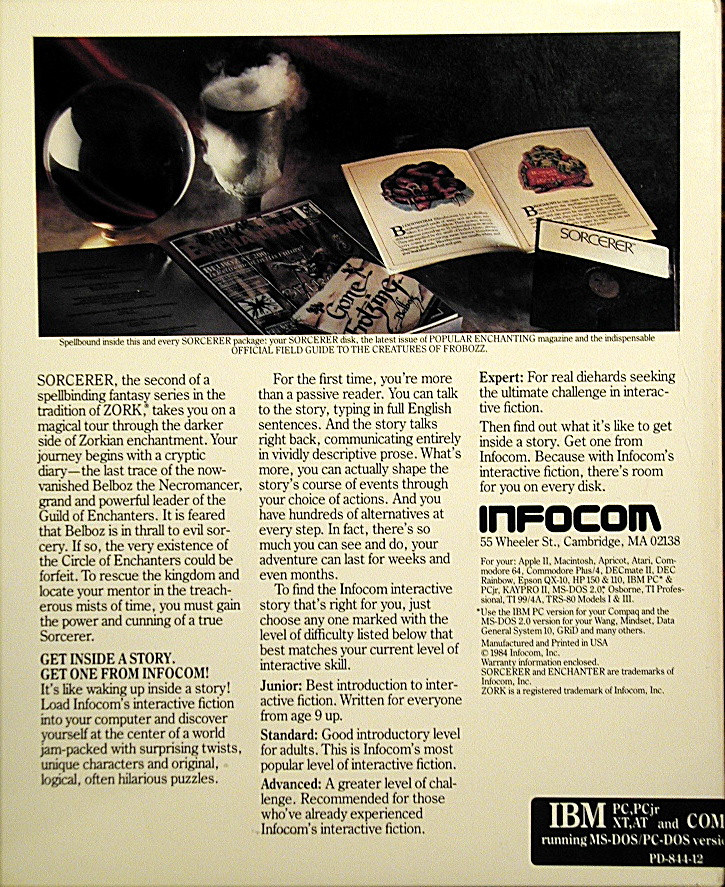 SORCERER
Gone
Frotzing
Belboz
Spellbound inside this and every SORCERER package: your SORCERER disk, the latest issue of POPULAR ENCHANTING magazine and the indispensable
OFFICIAL FIELD GUIDE TO THE CREATURES OF FROBOZZ.
SORCERER, the second of a
spellbinding fantasy series in the
tradition of ZORK,® takes you on a
magical tour through the darker
side of Zorkian enchantment. Your
journey begins with a cryptic
diary—the last trace of the now-
vanished Belboz the Necromancer,
grand and powerful leader of the
Guild of Enchanters. It is feared
that Belboz is in thrall to evil sor-
cery. If so, the very existence of
the Circle of Enchanters could be
forfeit. To rescue the kingdom and
locate your mentor in the treach-
erous mists of time, you must gain
the power and cunning of a true
Sorcerer.
GET INSIDE A STORY.
GET ONE FROM INFOCOM!
It's like waking up inside a story!
Load Infocom's interactive fiction
into your computer and discover
yourself at the center of a world
jam-packed with surprising twists,
unique characters and original,
logical, often hilarious puzzles.
For the first time, you're more
than a passive reader. You can talk
to the story, typing in full English
sentences. And the story talks
right back, communicating entirely
in vividly descriptive prose. What's
more, you can actually shape the
story's course of events through
your choice of actions. And you
have hundreds of alternatives at
every step. In fact, there's so
much you can see and do, your
adventure can last for weeks and
even months.
To find the Infocom interactive
story that's right for you, just
choose any one marked with the
level of difficulty listed below that
best matches your current level of
interactive skill.
Junior: Best introduction to inter-
active fiction. Written for everyone
from age 9 up.
Standard: Good introductory level
for adults. This is Infocom's most
popular level of interactive fiction.
Advanced: A greater level of chal-
lenge. Recommended for those
who've already experienced
Infocom's interactive fiction.
Expert: For real diehards seeking
the ultimate challenge in interac-
tive fiction.
Then find out what it's like to get
inside a story. Get one from
Infocom. Because with Infocom's
interactive fiction, there's room
for you on every disk.
INFOCOM
55 Wheeler St., Cambridge, MA 02138
For your: Apple II, Macintosh, Apricot, Atari, Com-
modore 64, Commodore Plus/4, DECmate II, DEC
Rainbow, Epson QX-10, HP 150 & 110, IBM PC* &
PCjr, KAYPRO II, MS-DOS 2.0,* Osborne, TI Profes-
sional, TI 99/4A, TRS-80 Models I & III.
*Use the IBM PC version for your Compaq and the
MS-DOS 2.0 version for your Wang, Mindset, Data
General System 10, GRiD and many others.
Manufactured and Printed in USA
© 1984 Infocom, Inc.
Warranty information enclosed.
SORCERER and ENCHANTER are trademarks of
Infocom, Inc.
ZORK is a registered trademark of Infocom, Inc.
IBM PC, PCjr
XT, AT and COM
running MS-DOS/PC-DOS versi
PD-844-12